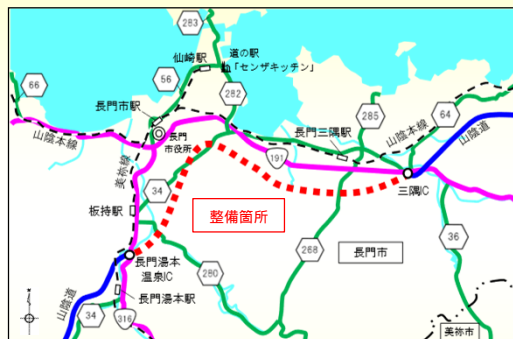 283
仙崎駅
道の駅
「センザキッチン」
66
56
282
長門市駅
285
64
長門
市役所
長門三隅駅
山陰本線
山陰道
山陰本線
191
美祢線
34
三隅IC
板持駅
整備箇所
36
268
長門市
長門湯本
温泉IC
280
山陰道
長門湯本駅
34
316
美祢市